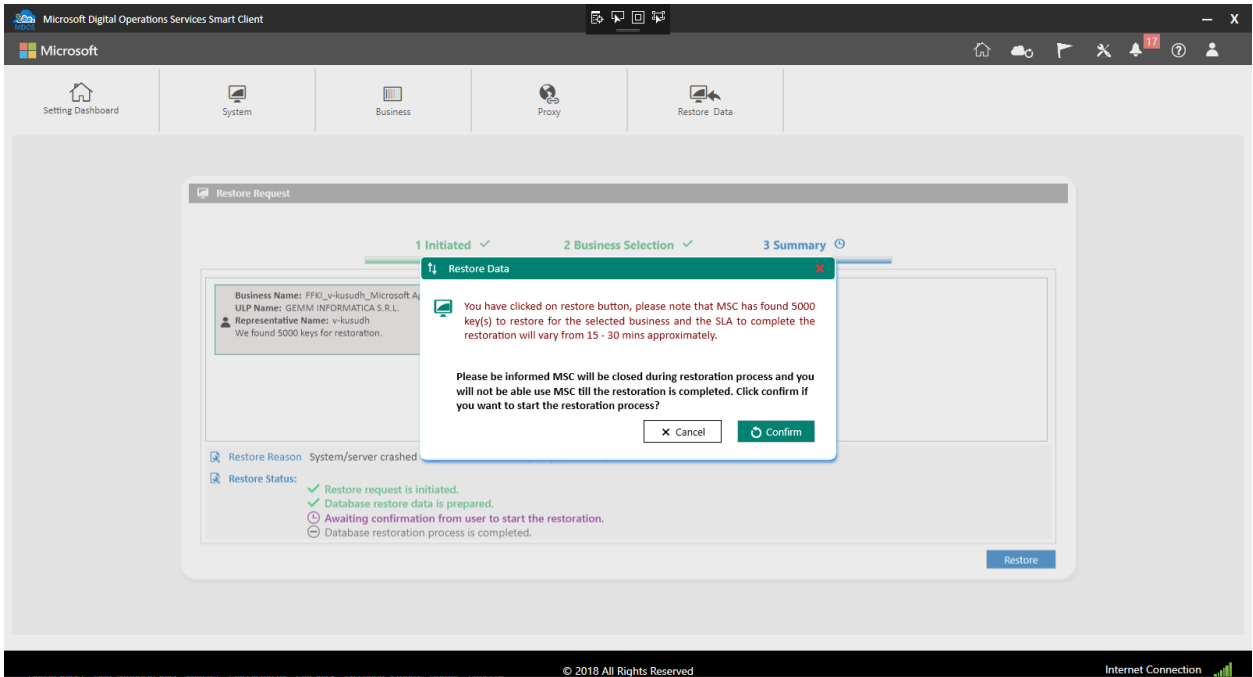 Microsoft Digital Operations Services Smart Client
MDOS
X
Microsoft
17
Setting Dashboard
System
Business
Proxy
Restore Data
Restore Request
1 Initiated
2 Business Selection
3 Summary
Restore Data
Business Name: FFKI_v-kusudh_Microsoft A
ULP Name: GEMM INFORMATICA S.R.L.
Representative Name: v-kusudh
We found 5000 keys for restoration.
You have clicked on restore button, please note that MSC has found 5000
key(s) to restore for the selected business and the SLA to complete the
restoration will vary from 15 - 30 mins approximately.
Please be informed MSC will be closed during restoration process and you
will not be able use MSC till the restoration is completed. Click confirm if
you want to start the restoration process?
Cancel
Confirm
Restore Reason System/server crashed
Restore Status:
Restore request is initiated.
Database restore data is prepared.
Awaiting confirmation from user to start the restoration.
Database restoration process is completed.
Restore
© 2018 All Rights Reserved
Internet Connection